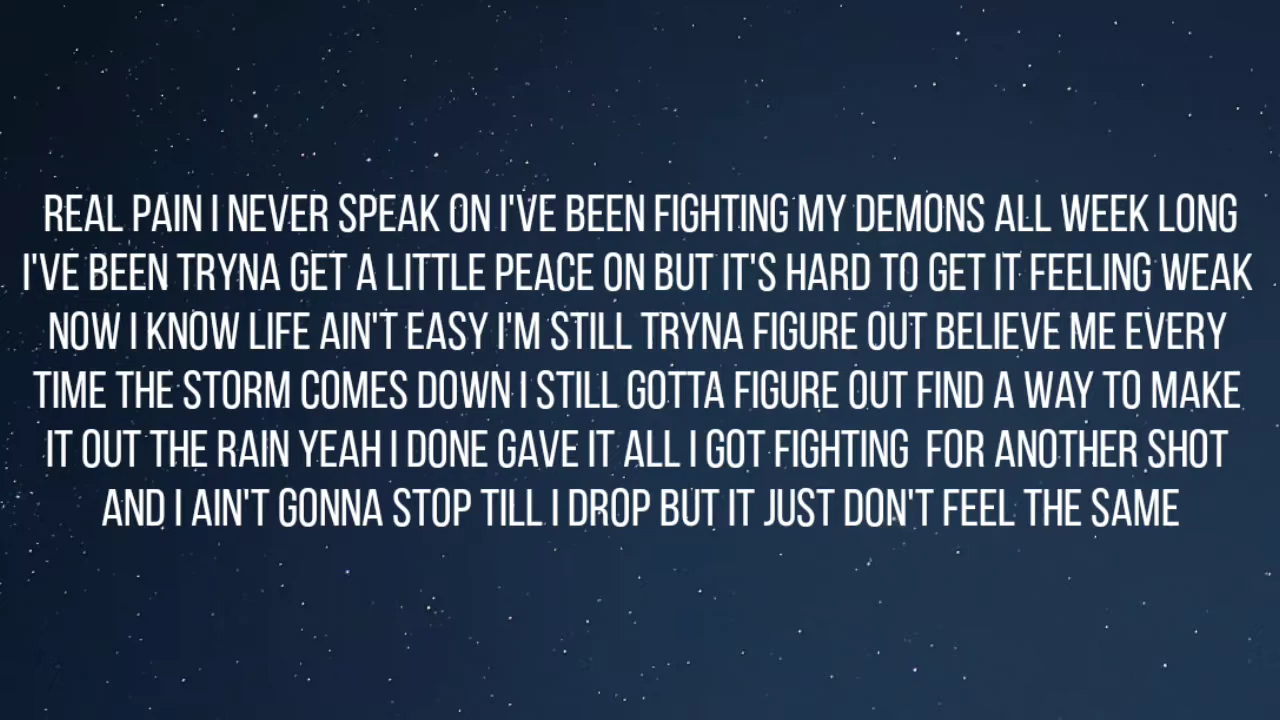 REAL PAIN I NEVER SPEAK ON I'VE BEEN FIGHTING MY DEMONS ALL WEEK LONG
I'VE BEEN TRYNA GET A LITTLE PEACE ON BUT IT'S HARD TO GET IT FEELING WEAK
NOW I KNOW LIFE AIN'T EASY I'M STILL TRYNA FIGURE OUT BELIEVE ME EVERY
TIME THE STORM COMES DOWN I STILL GOTTA FIGURE OUT FIND A WAY TO MAKE
IT OUT THE RAIN YEAH I DONE GAVE IT ALL I GOT FIGHTING  FOR ANOTHER SHOT
AND I AIN'T GONNA STOP TILL I DROP BUT IT JUST DON'T FEEL THE SAME